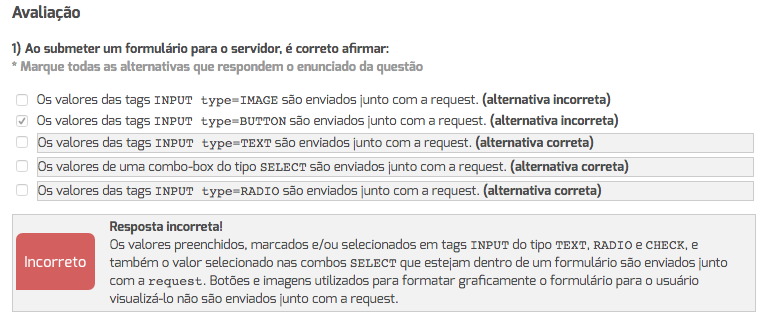 Avaliação
1) Ao submeter um formulário para o servidor, é correto afirmar:
* Marque todas as alternativas que respondem o enunciado da questão
Os valores das tags INPUT type=IMAGE são enviados junto com a request. (alternativa incorreta)
Os valores das tags INPUT type=BUTTON são enviados junto com a request. (alternativa incorreta)
Os valores das tags INPUT type=TEXT são enviados junto com a request. (alternativa correta)
Os valores de uma combo-box do tipo SELECT são enviados junto com a request. (alternativa correta)
Os valores das tags INPUT type=RADIO são enviados junto com a request. (alternativa correta)
Incorreto
Resposta incorreta!
Os valores preenchidos, marcados e/ou selecionados em tags INPUT do tipo TEXT, RADIO e CHECK, e
também o valor selecionado nas combos SELECT que estejam dentro de um formulário são enviados junto
com a request. Botões e imagens utilizados para formatar graficamente o formulário para o usuário
visualizá-lo não são enviados junto com a request.